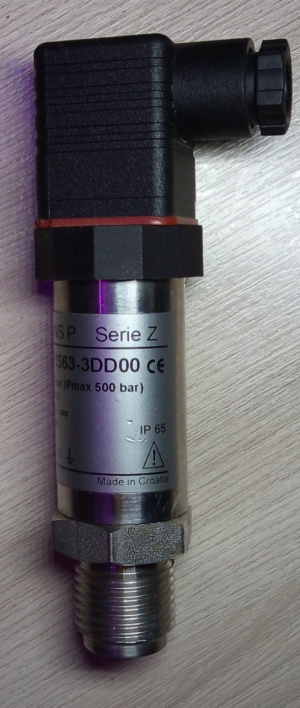 S P Serie Z
563-3DD00 CE
(Pmax 500 bar)
IP 65
Made in Croatia